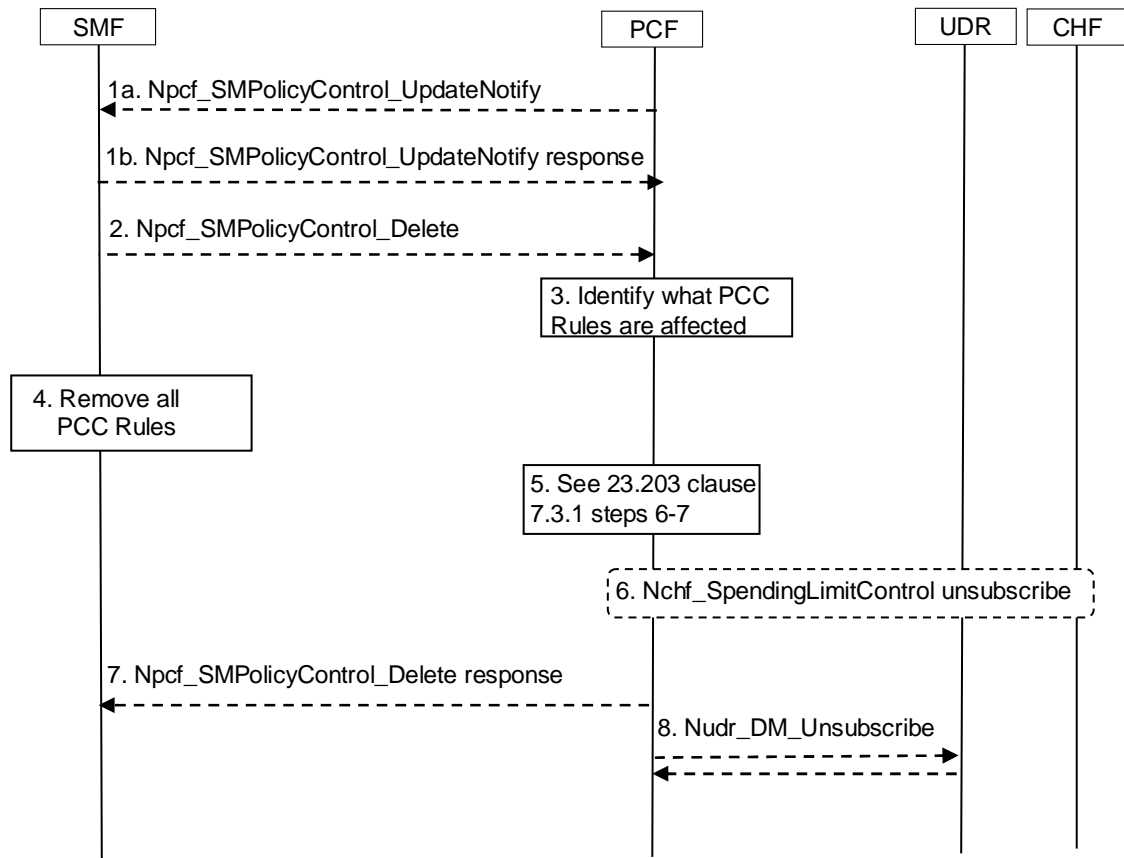 SMF
PCF
UDR
CHF
1a. Npcf_SMPolicyControl_UpdateNotify
1b. Npcf_SMPolicyControl_UpdateNotify response
2. Npcf_SMPolicyControl_Delete
3. Identify what PCC
Rules are affected
4. Remove all
PCC Rules
5. See 23.203 clause
7.3.1 steps 6-7
6. Nchf_SpendingLimitControl unsubscribe
7. Npcf_SMPolicyControl_Delete response
8. Nudr_DM_Unsubscribe